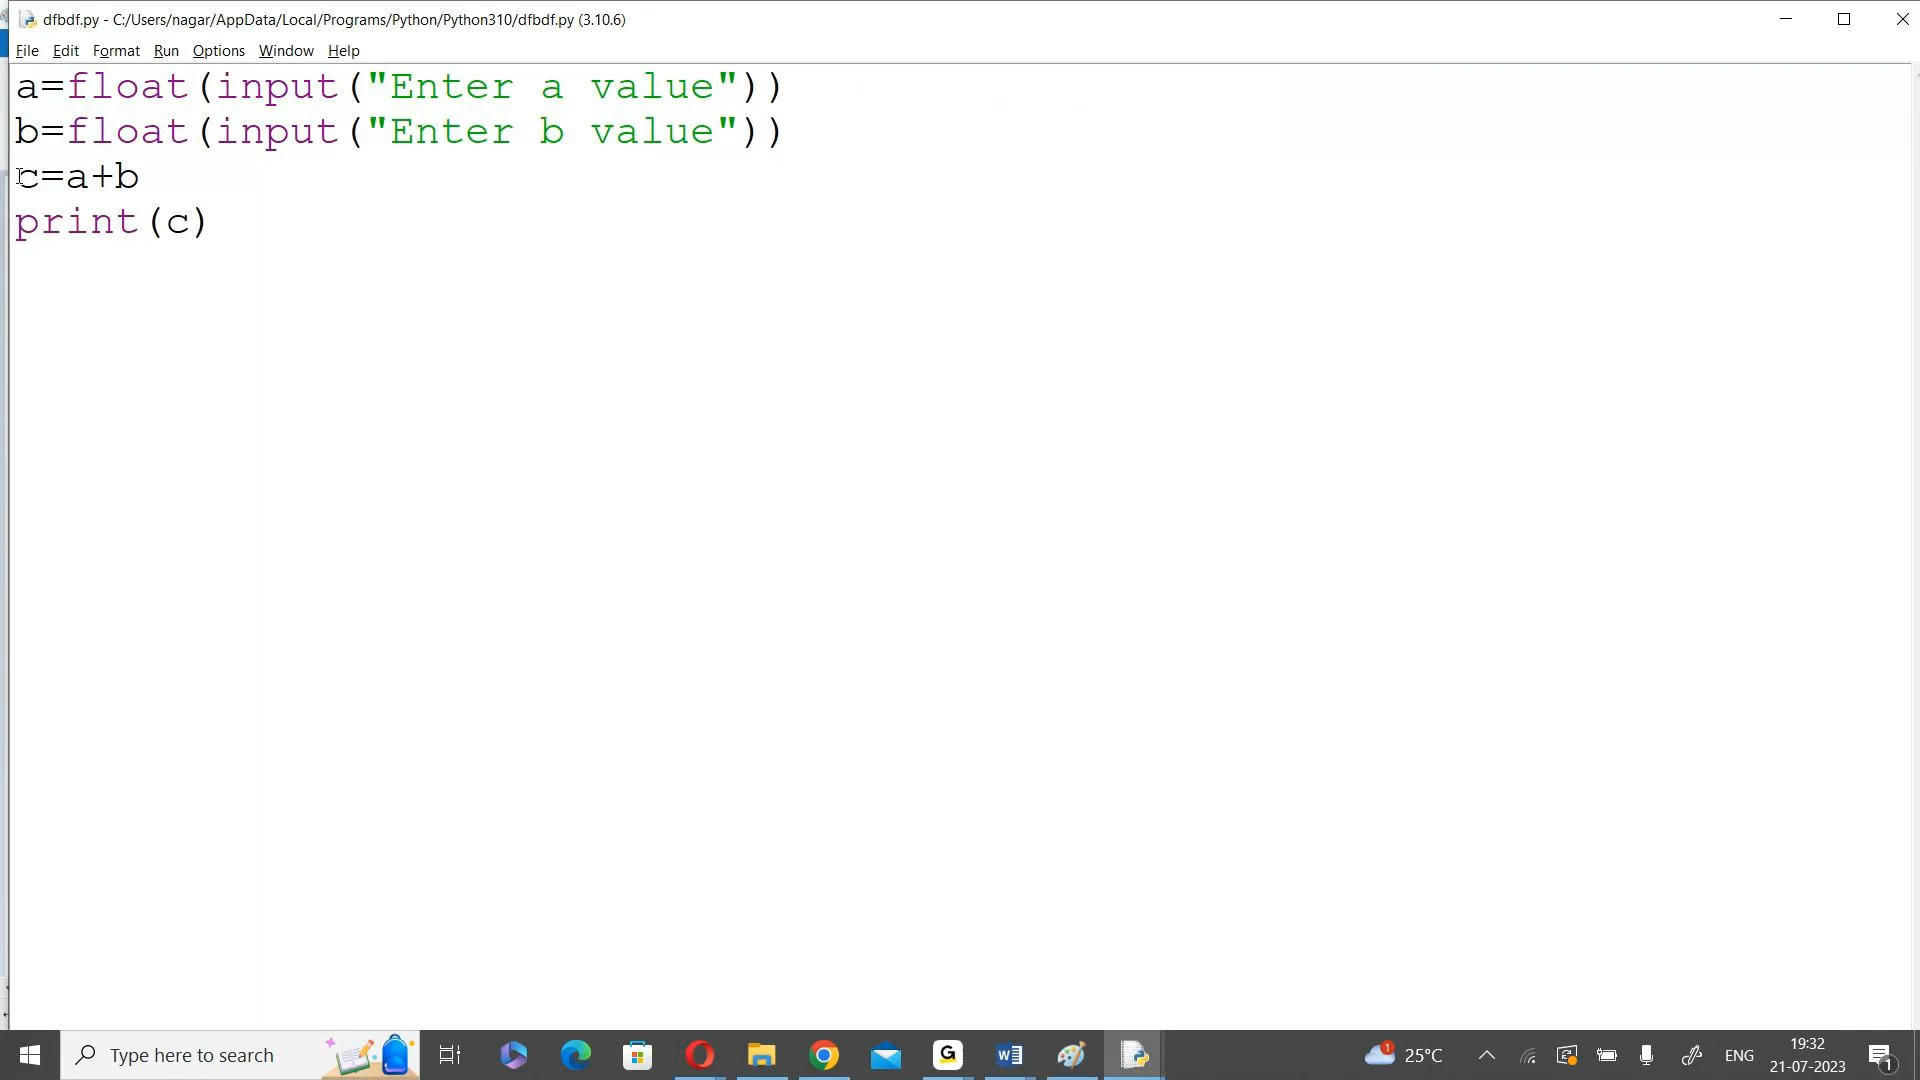 dfbdf.py - C:/Users/nagar/AppData/Local/Programs/Python/Python310/dfbdf.py (3.10.6)
File Edit Format Run Options Window Help
a=float(input("Enter a value"))
b=float(input("Enter b value"))
c=a+b
print(c)
Type here to search
1
25°C
ENG
19:32
21-07-2023
1